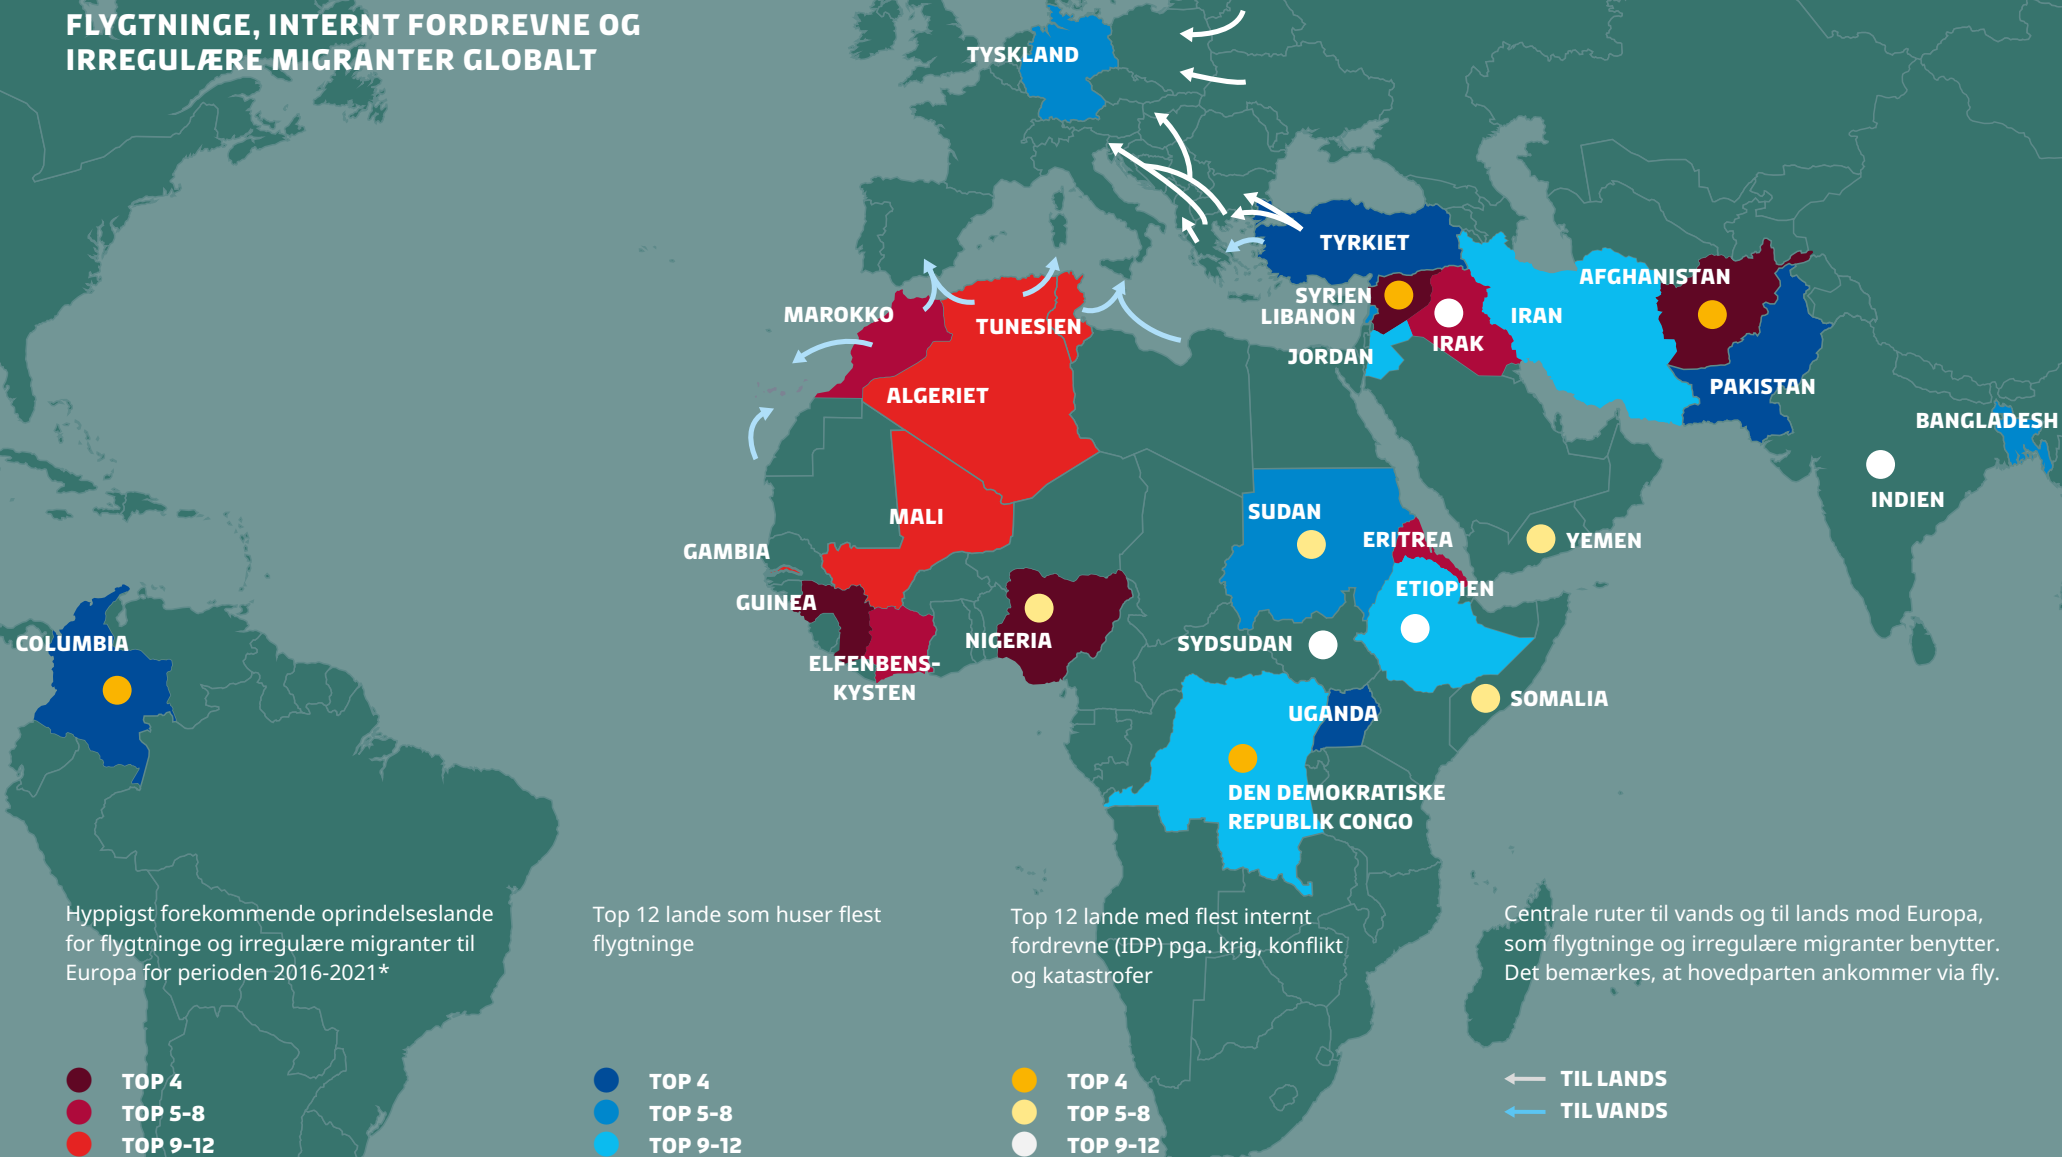 FLYGTNINGE, INTERNT FORDREVNE OG
IRREGULÆRE MIGRANTER GLOBALT
TYSKLAND
TYRKIET
AFGHANISTAN
SYRIEN
LIBANON
IRAN
MAROKKO
TUNESIEN
IRAK
JORDAN
PAKISTAN
ALGERIET
BANGLADESH
INDIEN
MALI
SUDAN
ERITREA
YEMEN
GAMBIA
ETIOPIEN
GUINEA
COLUMBIA
NIGERIA
SYDSUDAN
ELFENBENS-
KYSTEN
SOMALIA
UGANDA
DEN DEMOKRATISKE
REPUBLIK CONGO
Hyppigst forekommende oprindelseslande
for flygtninge og irregulære migranter til
Europa for perioden 2016-2021*
TOP 4
TOP 5-8
TOP 9-12
Top 12 lande som huser flest
flygtninge
TOP 4
TOP 5-8
TOP 9-12
Top 12 lande med flest internt
fordrevne (IDP) pga. krig, konflikt
og katastrofer
TOP 4
TOP 5-8
TOP 9-12
Centrale ruter til vands og til lands mod Europa,
som flygtninge og irregulære migranter benytter.
Det bemærkes, at hovedparten ankommer via fly.
TIL LANDS
TIL VANDS